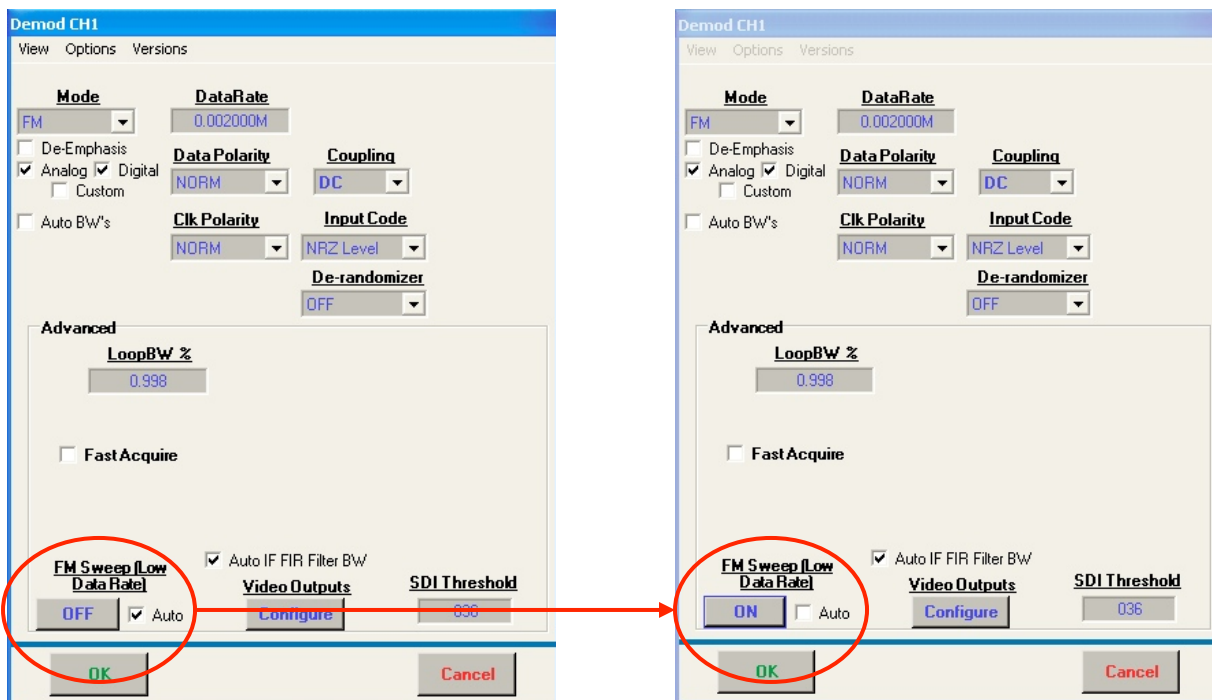 Demod CH1
View Options Versions
Mode
DataRate
FM
0.002000M
De-Emphasis
Analog
Digital
Custom
Data Polarity
Coupling
NORM
DC
Auto BW's
Clk Polarity
Input Code
NORM
NRZ Level
De-randomizer
OFF
Advanced
LoopBW %
0.998
Fast Acquire
Auto IF FIR Filter BW
FM Sweep (Low
Data Rate)
Video Outputs
SDI Threshold
OFF
Auto
Configure
036
OK
Cancel
Demod CH1
View Options Versions
Mode
DataRate
FM
0.002000M
De-Emphasis
Analog
Digital
Custom
Data Polarity
Coupling
NORM
DC
Auto BW's
Clk Polarity
Input Code
NORM
NRZ Level
De-randomizer
OFF
Advanced
LoopBW %
0.998
Fast Acquire
Auto IF FIR Filter BW
FM Sweep (Low
Data Rate)
Video Outputs
SDI Threshold
ON
Auto
Configure
036
OK
Cancel